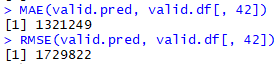 > MAE(valid.pred, valid.df[, 42])
[1] 1321249
> RMSE(valid.pred, valid.df[, 42])
[1] 1729822